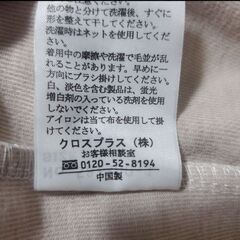 他の物と分けて洗濯後、すぐに
形を整えて干してください。
洗濯時はネットを使用してくだ
さい。
着用中の摩擦や洗濯で毛並が乱
れることがあります。早めに一
方向にブラシ掛けしてください。
白、淡色を含む製品は、蛍光
増白剤の入っている洗剤を使
わないでください。
アイロンは当て布を使用して
ください。
クロスプラス(株)
お客様相談室
0120-52-8194
中国製